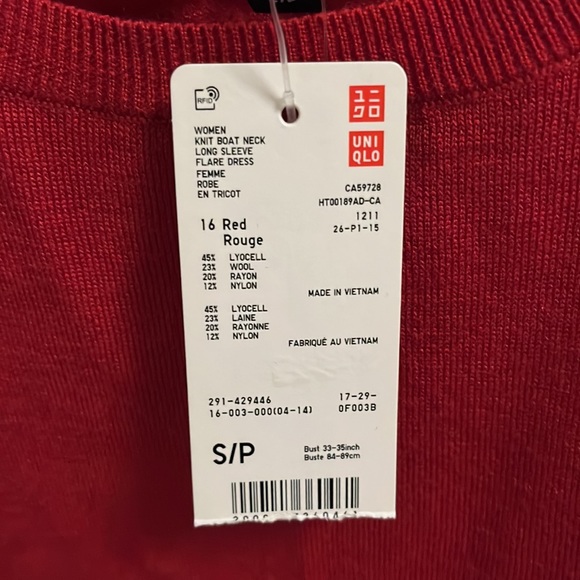 RFID
ユニ
クロ
UNI
QLO
WOMEN
KNIT BOAT NECK
LONG SLEEVE
FLARE DRESS
FEMME
ROBE
EN TRICOT
CA59728
HT00189AD-CA
1211
26-P1-15
16 Red
Rouge
45% LYOCELL
23% WOOL
20% RAYON
12% NYLON
MADE IN VIETNAM
45% LYOCELL
23% LAINE
20% RAYONNE
12% NYLON
FABRIQUÉ AU VIETNAM
291-429446
16-003-000(04-14)
17-29-
0F003B
S/P
Bust 33-35inch
Buste 84-89cm